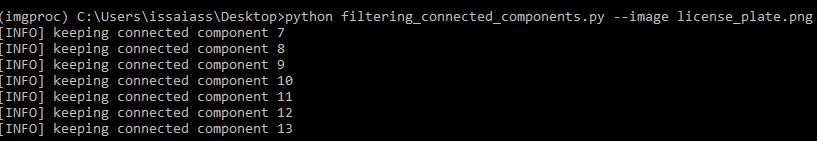 (imgproc) C:\Users\issaiass\Desktop>python filtering_connected_components.py --image license_plate.png
[INFO] keeping connected component 7
[INFO] keeping connected component 8
[INFO] keeping connected component 9
[INFO] keeping connected component 10
[INFO] keeping connected component 11
[INFO] keeping connected component 12
[INFO] keeping connected component 13